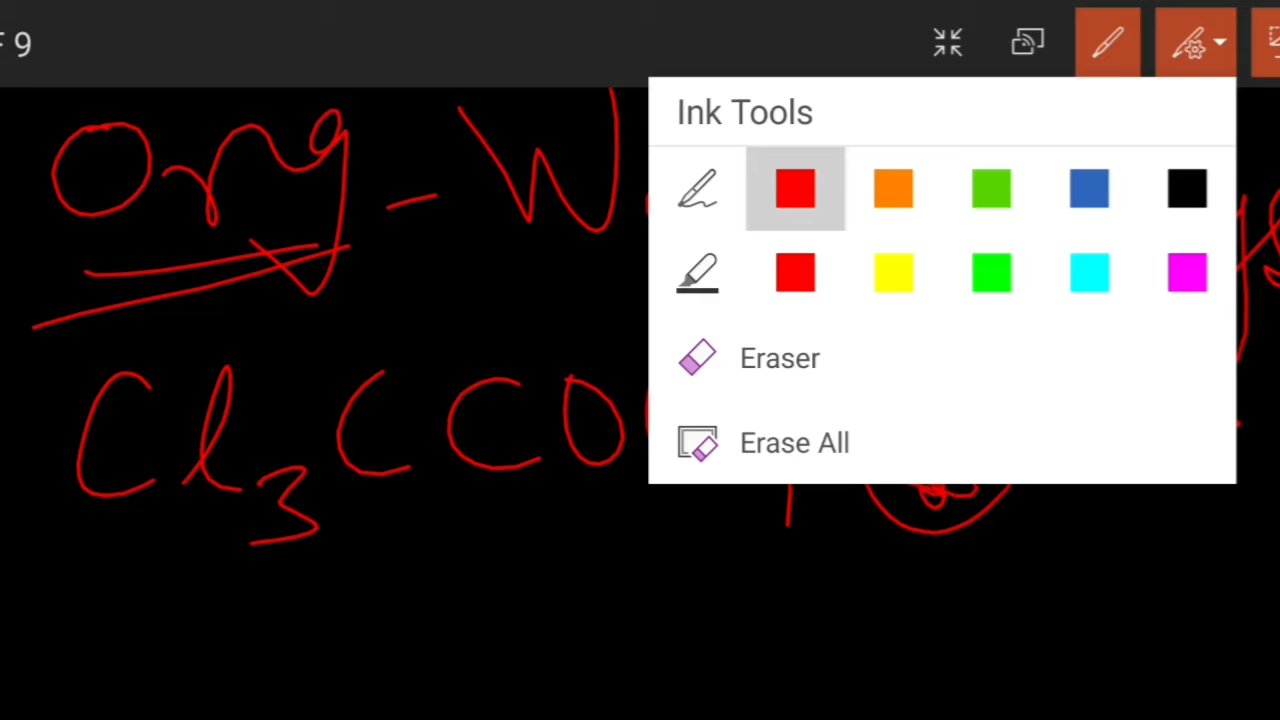 F 9
Ink Tools
Org - W
Eraser
Cl3CCO
Erase All